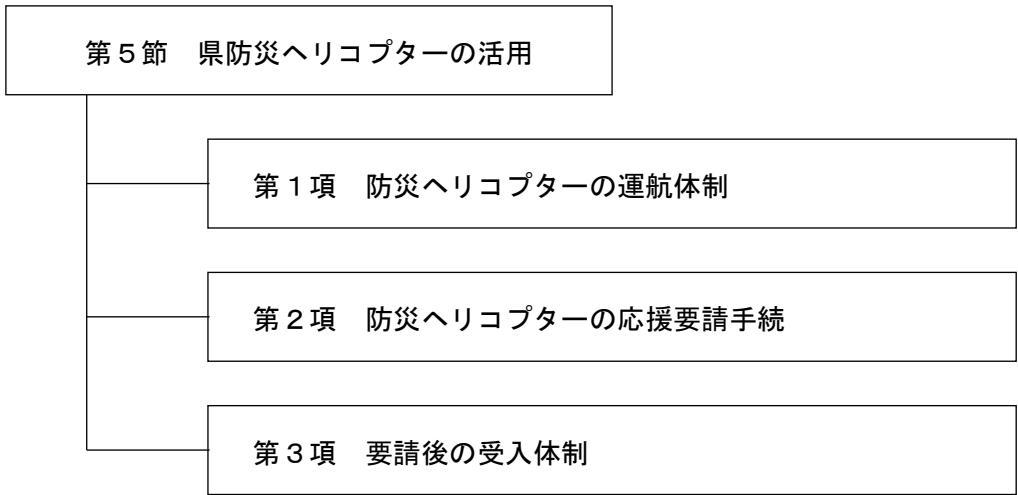 第５節　県防災ヘリコプターの活用
第１項　防災ヘリコプターの運航体制
第２項　防災ヘリコプターの応援要請手続
第３項　要請後の受入体制